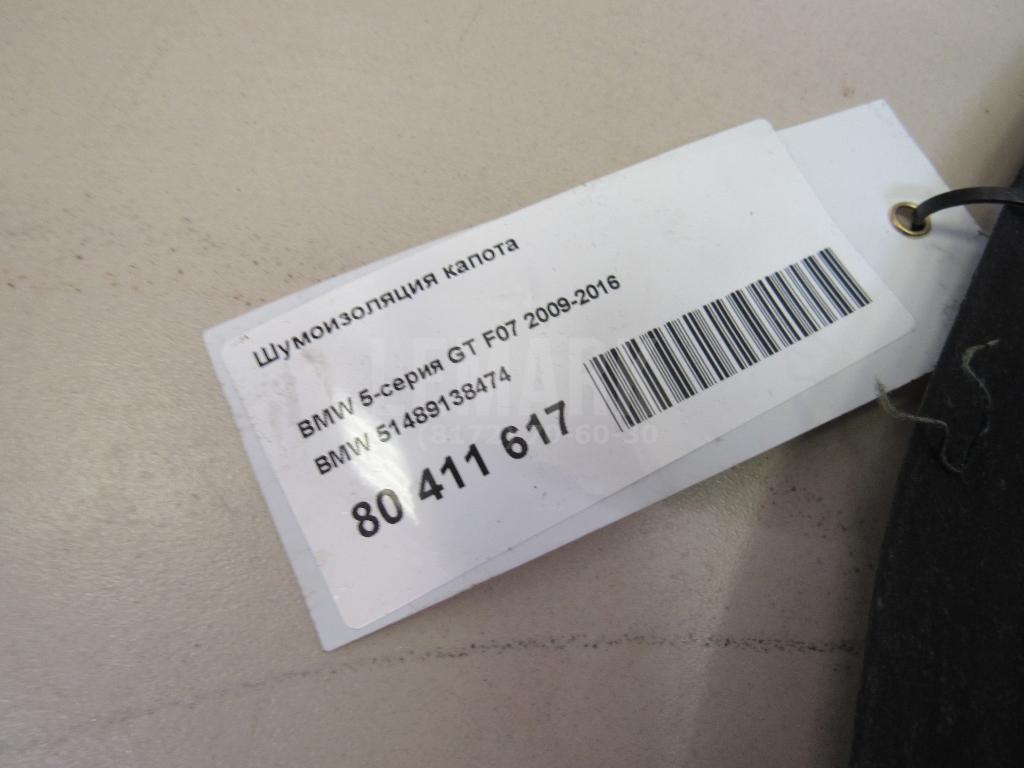 Шумоизоляция капота
BMW 5-серия GT F07 2009-2016
BMW 51489138474
80 411 617